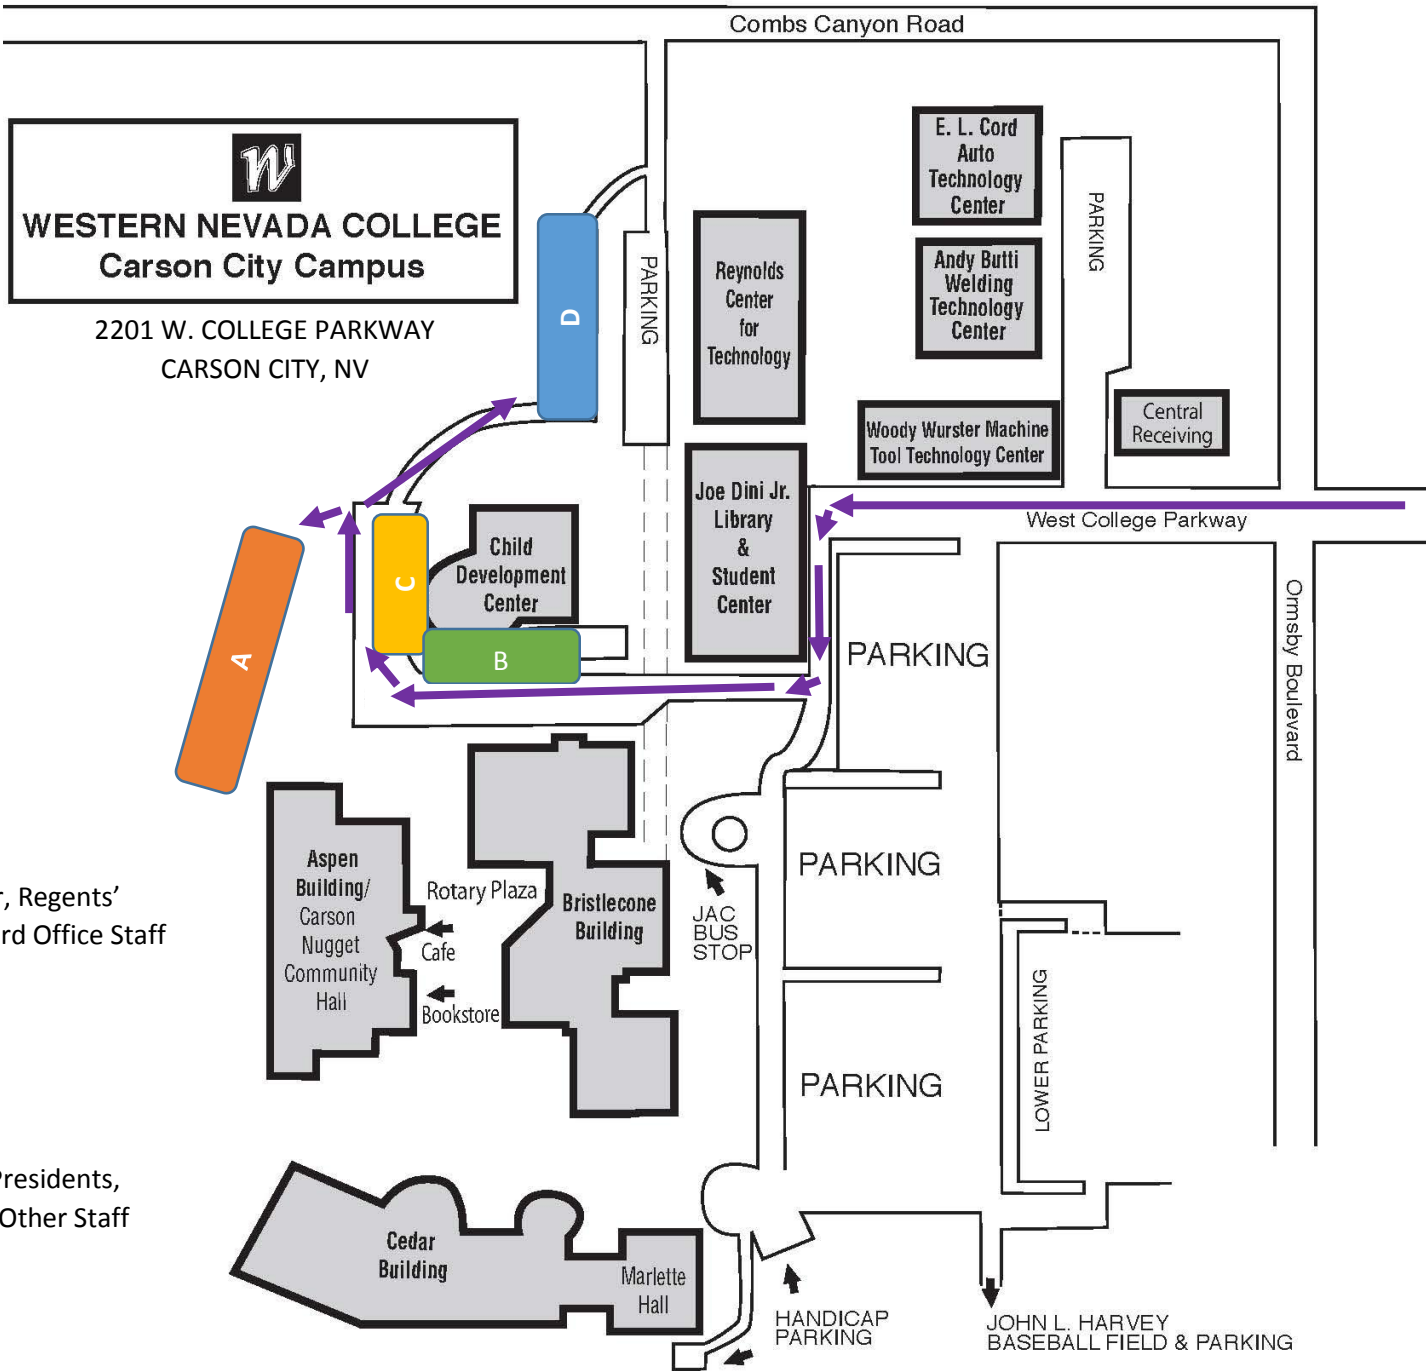 Combs Canyon Road
W
WESTERN NEVADA COLLEGE
Carson City Campus
2201 W. COLLEGE PARKWAY
CARSON CITY, NV
E. L. Cord
Auto
Technology
Center
PARKING
Andy Butti
Welding
Technology
Center
Reynolds
Center
for
Technology
PARKING
D
Central
Receiving
Woody Wurster Machine
Tool Technology Center
Joe Dini Jr.
Library
&
Student
Center
West College Parkway
Ormsby Boulevard
Child
Development
Center
C
B
A
PARKING
PARKING
PARKING
LOWER PARKING
JAC
BUS
STOP
Aspen
Building/
Carson
Nugget
Community
Hall
Rotary Plaza
Cafe
Bookstore
Bristlecone
Building
, Regents’
rd Office Staff
Presidents,
Other Staff
Cedar
Building
Marlette
Hall
HANDICAP
PARKING
JOHN L. HARVEY
BASEBALL FIELD & PARKING